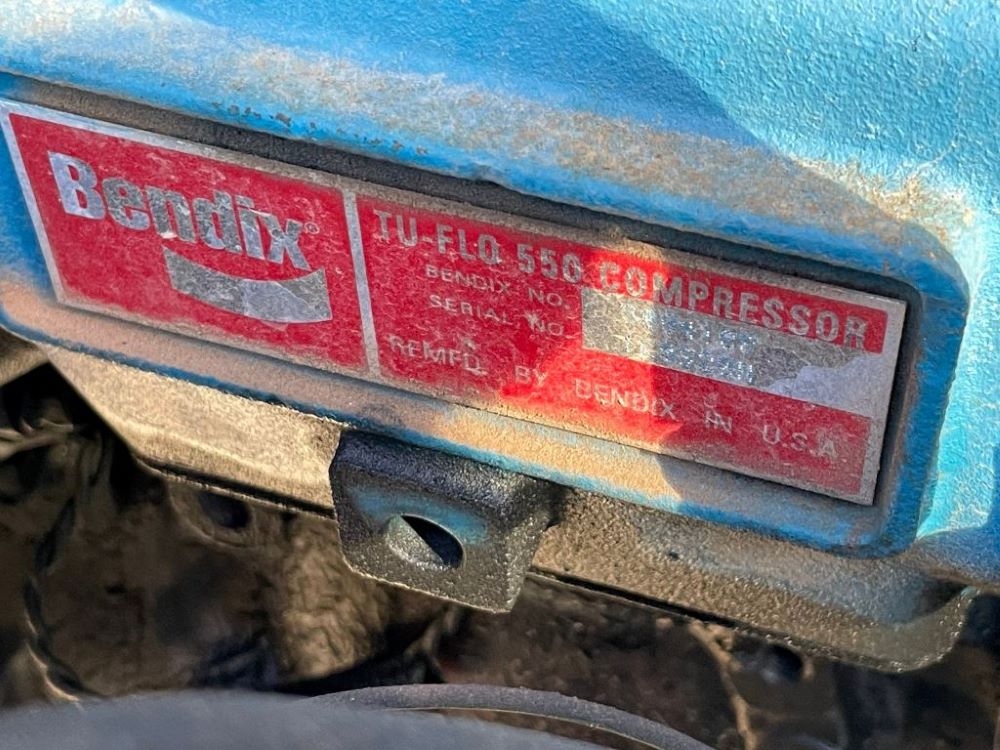 Bendix®
TU-FLO 550 COMPRESSOR
BENDIX NO.
SERIAL NO.
REMFD. BY BENDIX IN U.S.A